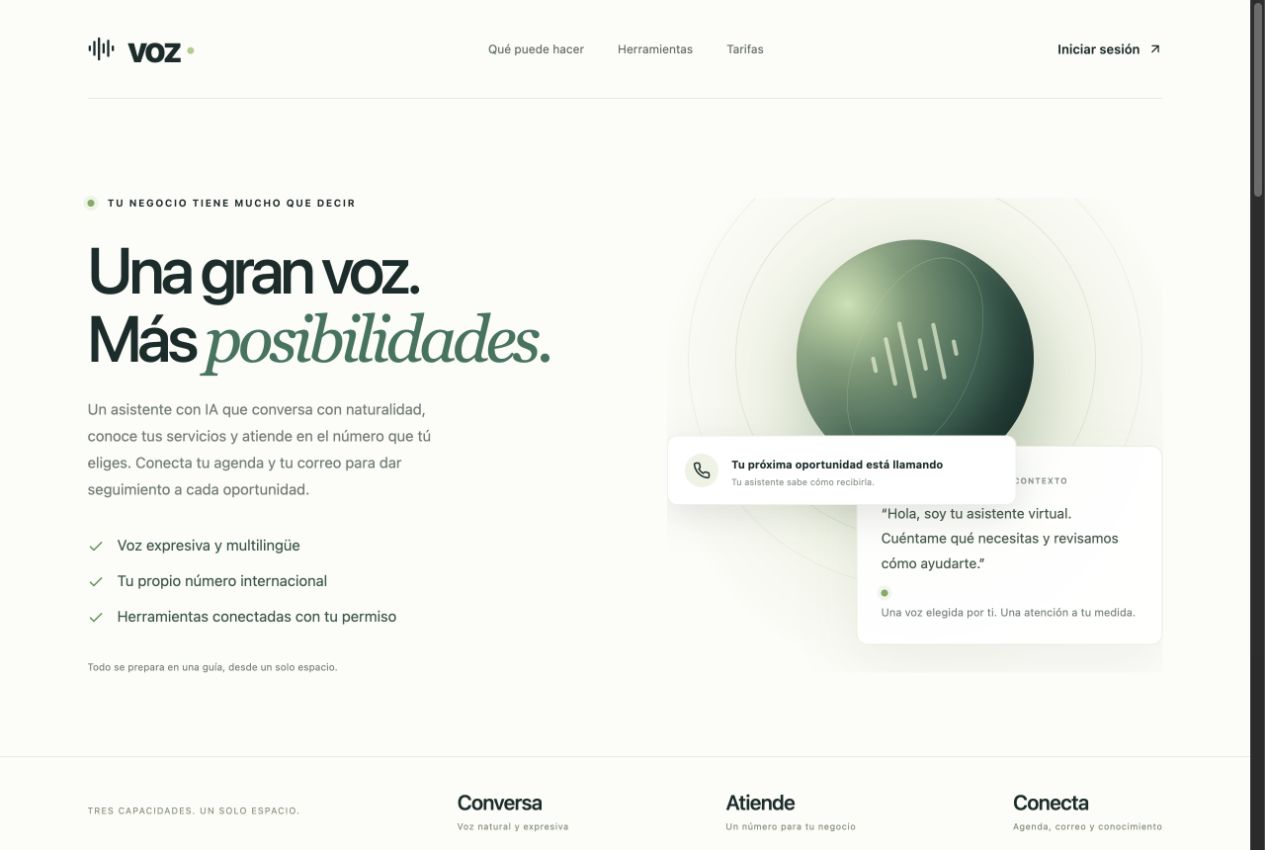 voz
Qué puede hacer
Herramientas
Tarifas
Iniciar sesión
TU NEGOCIO TIENE MUCHO QUE DECIR
Una gran voz.
Más posibilidades.
Un asistente con IA que conversa con naturalidad,
conoce tus servicios y atiende en el número que tú
eliges. Conecta tu agenda y tu correo para dar
seguimiento a cada oportunidad.
Voz expresiva y multilingüe
Tu propio número internacional
Herramientas conectadas con tu permiso
Todo se prepara en una guía, desde un solo espacio.
Tu próxima oportunidad está llamando
Tu asistente sabe cómo recibirla.
CONTEXTO
“Hola, soy tu asistente virtual.
Cuéntame qué necesitas y revisamos
cómo ayudarte.”
Una voz elegida por ti. Una atención a tu medida.
TRES CAPACIDADES. UN SOLO ESPACIO.
Conversa
Voz natural y expresiva
Atiende
Un número para tu negocio
Conecta
Agenda, correo y conocimiento